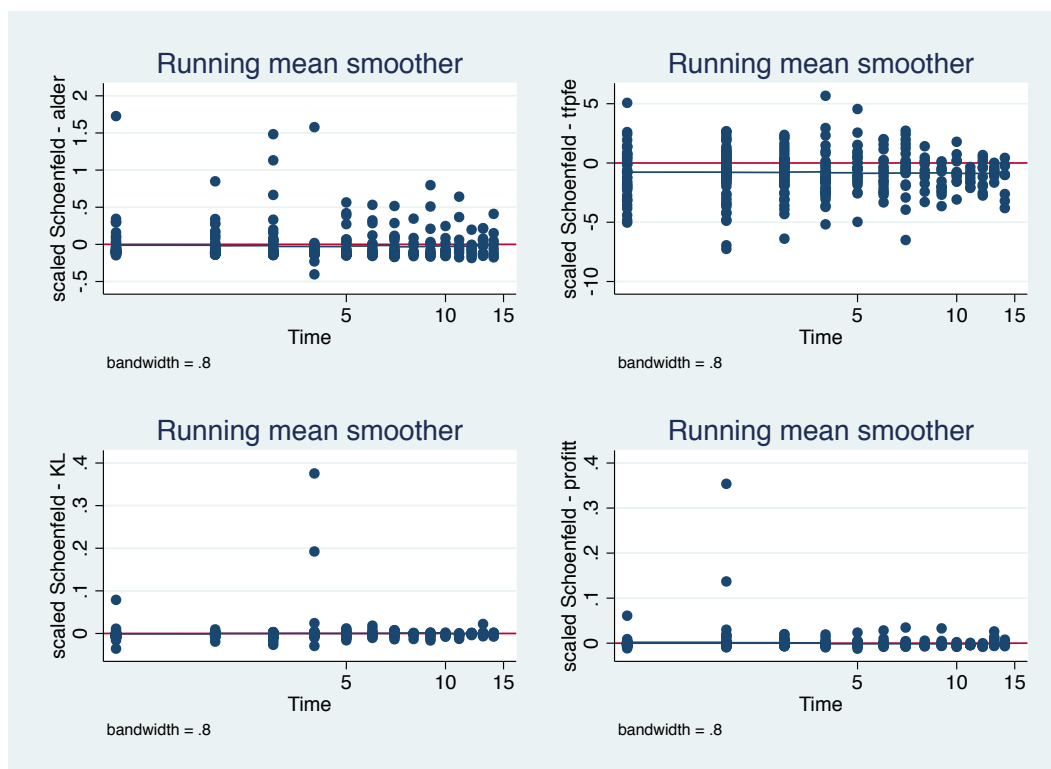 Running mean smoother
scaled Schoenfeld - alder
2
1.5
1
.5
0
-.5
5
10
15
Time
bandwidth = .8
Running mean smoother
scaled Schoenfeld - tfpfe
5
0
-5
-10
5
10
15
Time
bandwidth = .8
Running mean smoother
scaled Schoenfeld - KL
.4
.3
.2
.1
0
5
10
15
Time
bandwidth = .8
Running mean smoother
scaled Schoenfeld - profitt
.4
.3
.2
.1
0
5
10
15
Time
bandwidth = .8